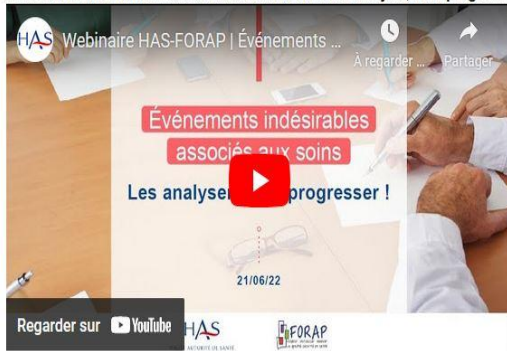 HAS
Webinaire HAS-FORAP | Événements ...
À regarder ...
Partager
Événements indésirables
associés aux soins
Les analyser progresser !
21/06/22
Regarder sur YouTube
HAS
FORAP